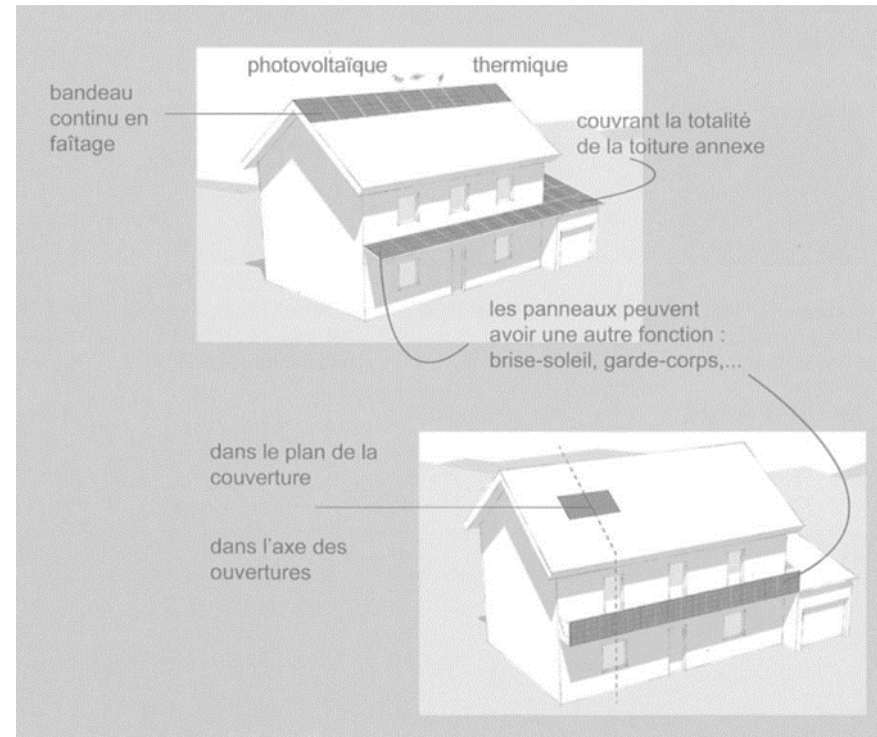 photovoltaïque
thermique
bandeau
continu en
faîtage
couvrant la totalité
de la toiture annexe
les panneaux peuvent
avoir une autre fonction :
brise-soleil, garde-corps,...
dans le plan de la
couverture
dans l'axe des
ouvertures